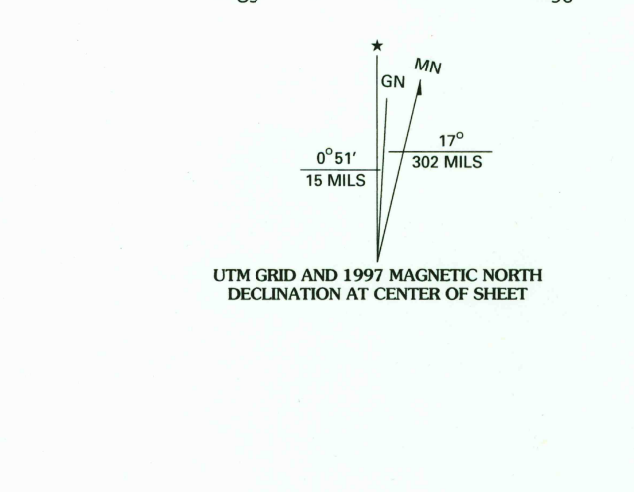 ★
GN
MN
0°51'
15 MILS
17°
302 MILS
UTM GRID AND 1997 MAGNETIC NORTH
DECLINATION AT CENTER OF SHEET